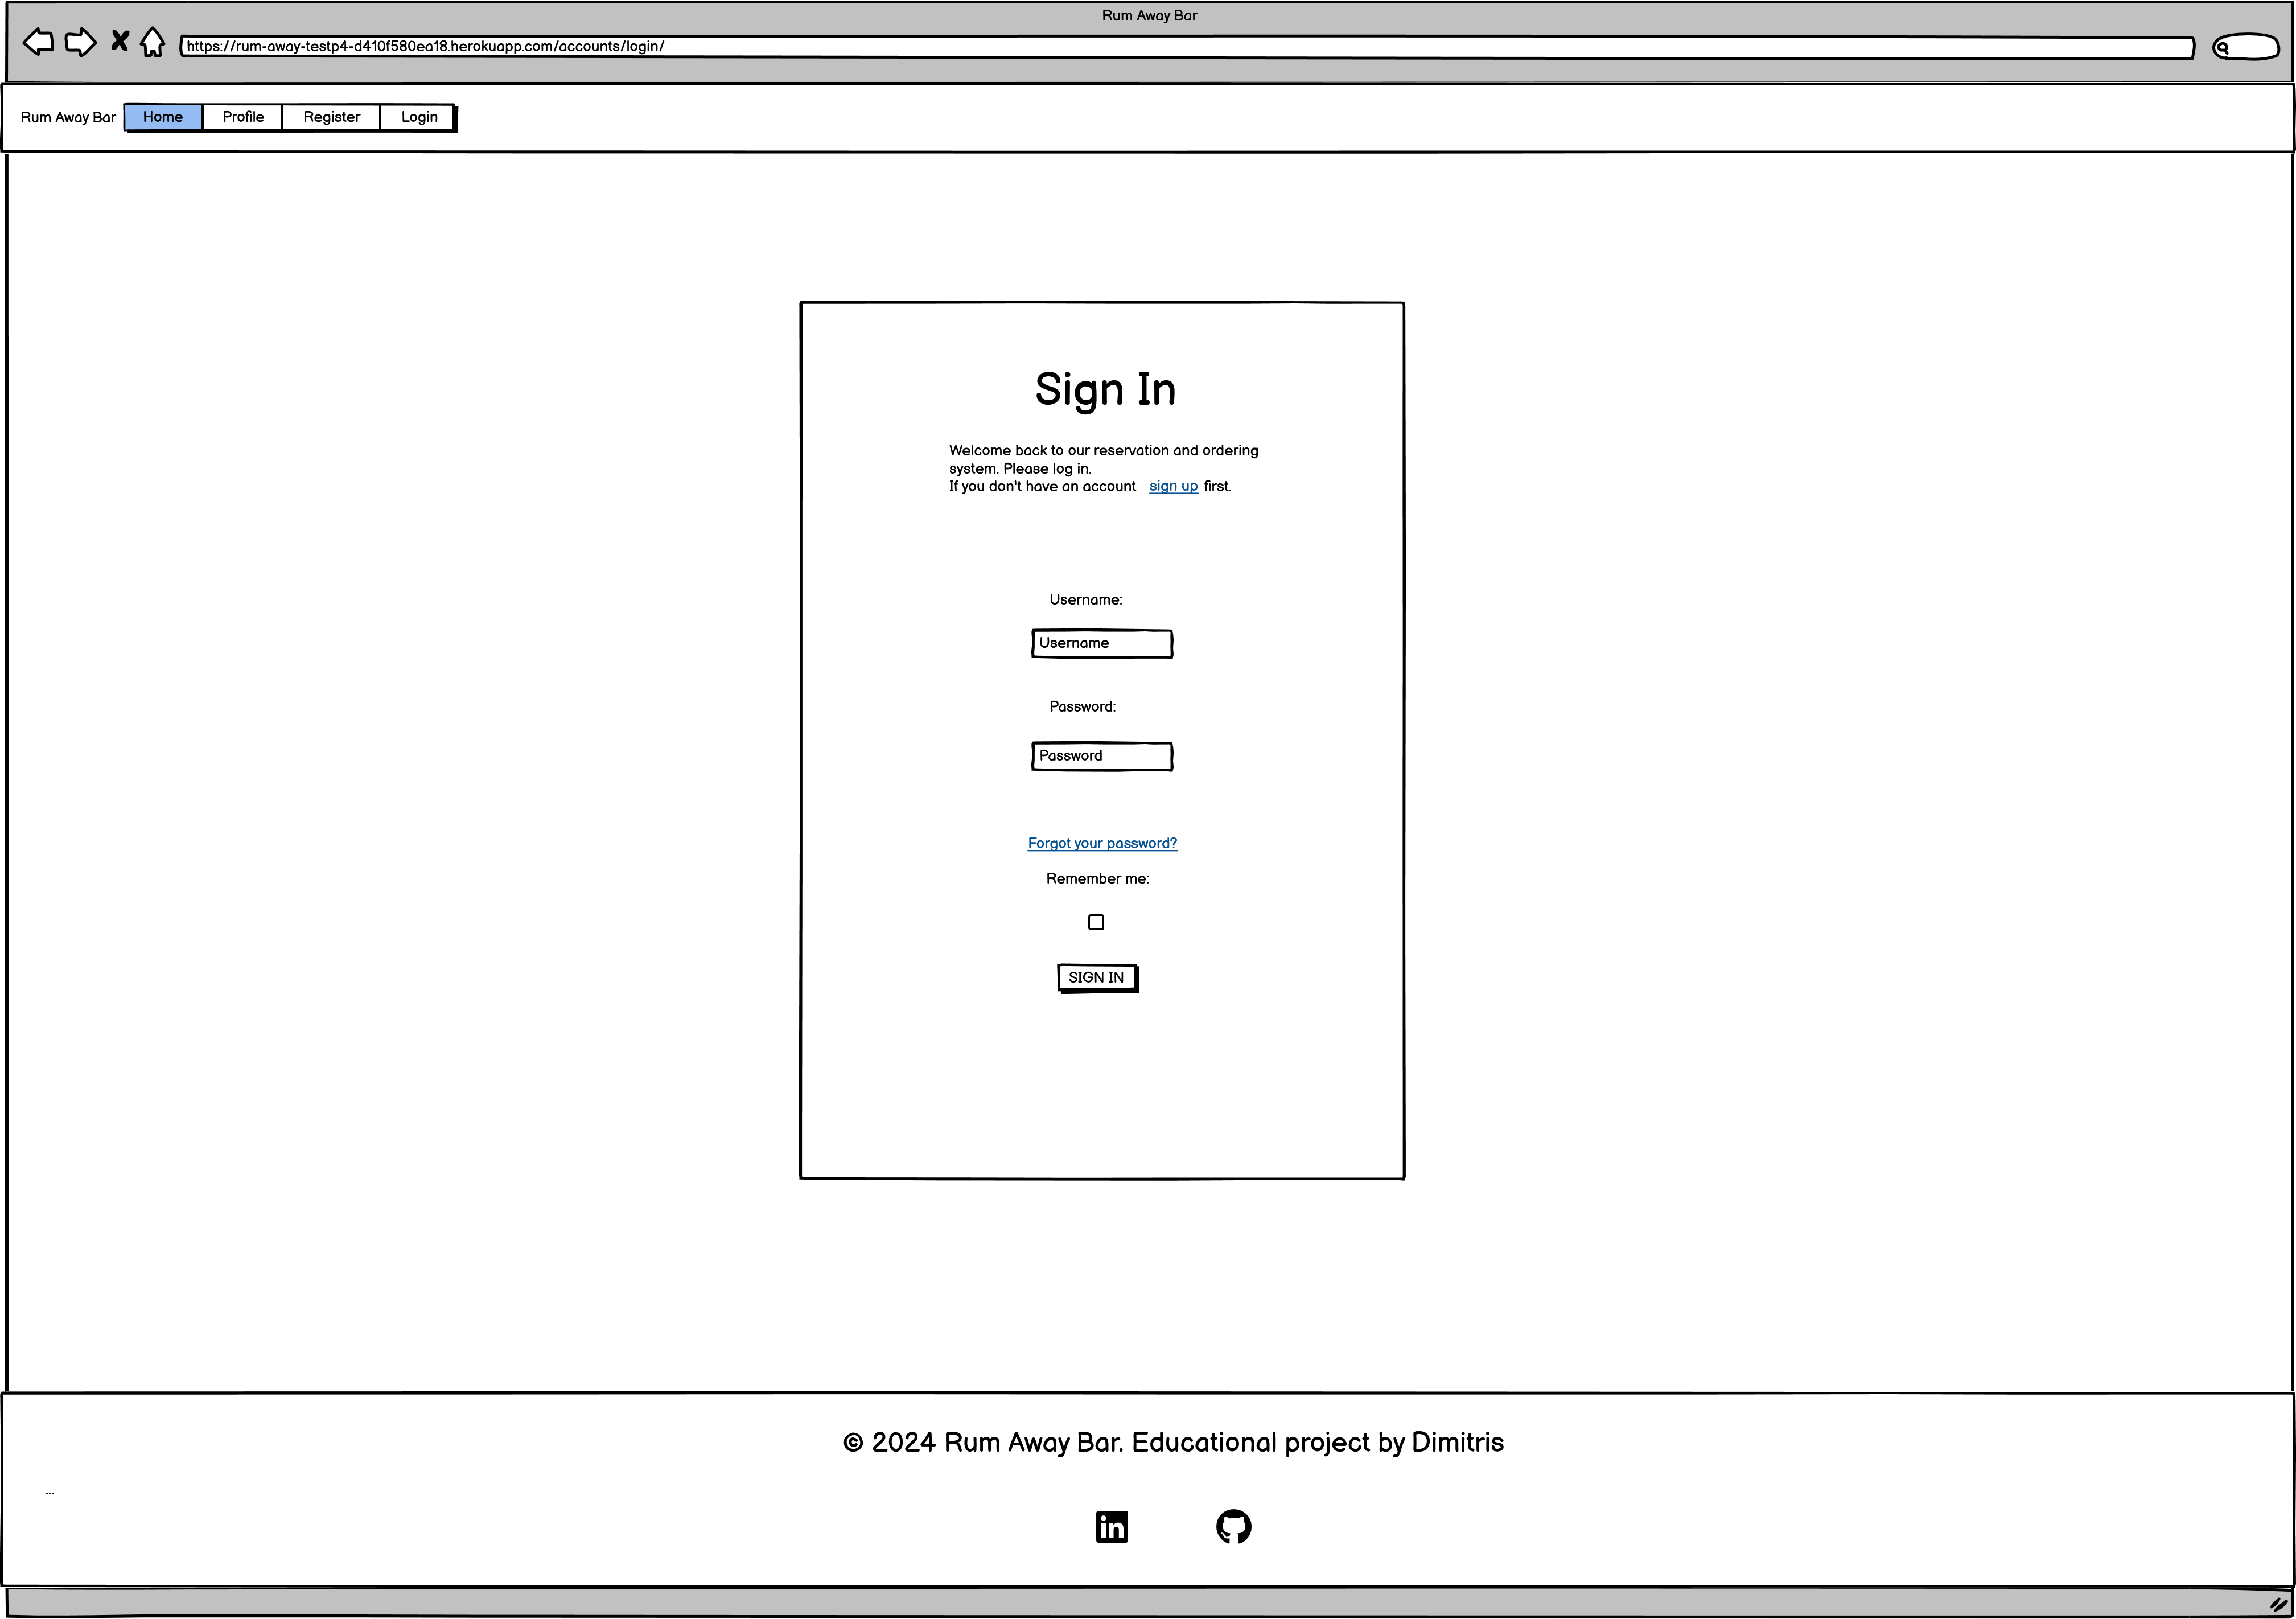 Rum Away Bar
https://rum-away-testp4-d410f580ea18.herokuapp.com/accounts/login/
Rum Away Bar Home Profile Register Login
Sign In
Welcome back to our reservation and ordering
system. Please log in.
If you don't have an account sign up first.
Username:
Username
Password:
Password
Forgot your password?
Remember me:
SIGN IN
© 2024 Rum Away Bar. Educational project by Dimitris
...
in